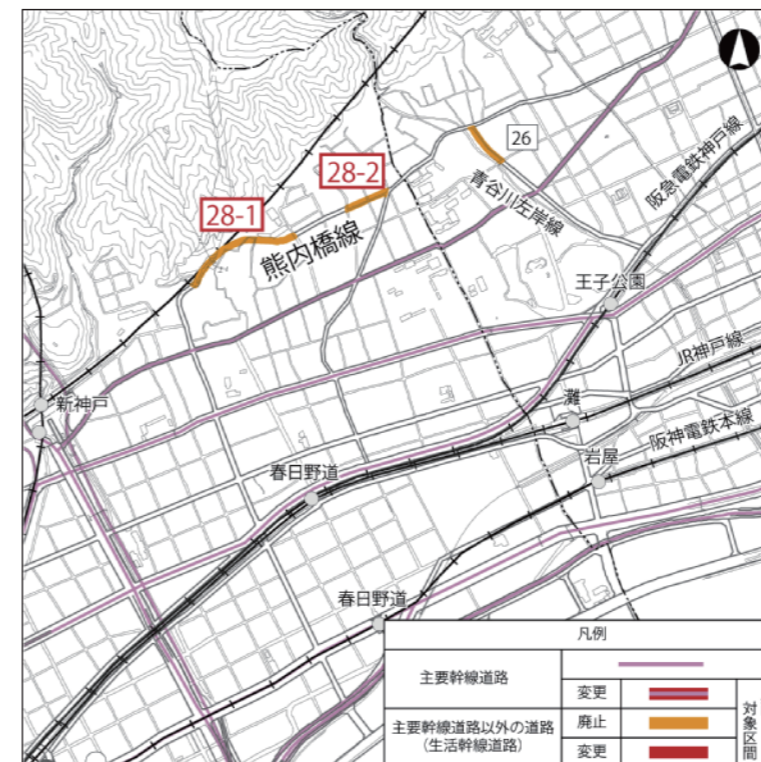 26
28-2
阪急電鉄神戸線
28-1
青谷川左岸線
熊内橋線
王子公園
JR神戸線
新神戸
灘
阪神電鉄本線
春日野道
岩屋
春日野道
凡例
主要幹線道路
変更
主要幹線道路以外の道路
(生活幹線道路)
廃止
変更
対象区間